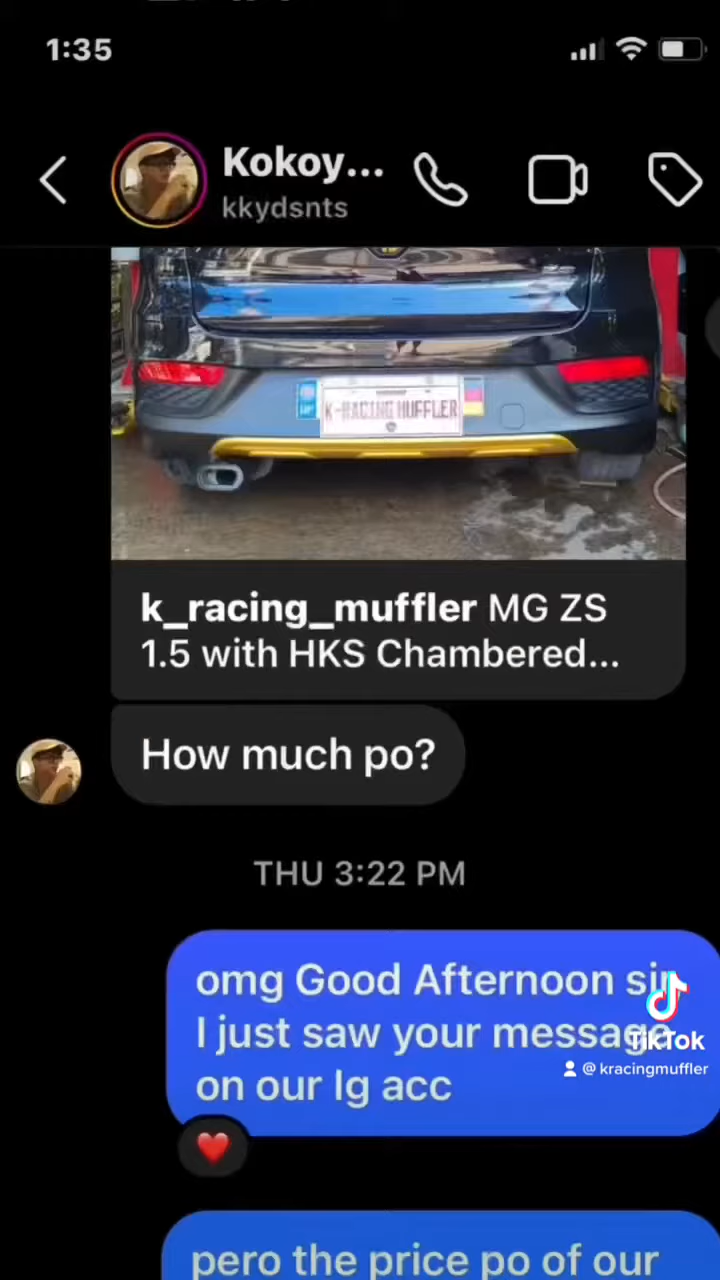 1:35
Kokoy...
kkydsnts
K-RACING MUFFLER
k_racing_muffler MG ZS
1.5 with HKS Chambered...
How much po?
THU 3:22 PM
omg Good Afternoon sir
I just saw your message
on our Ig acc
TikTok
@kracingmuffler
pero the price po of our